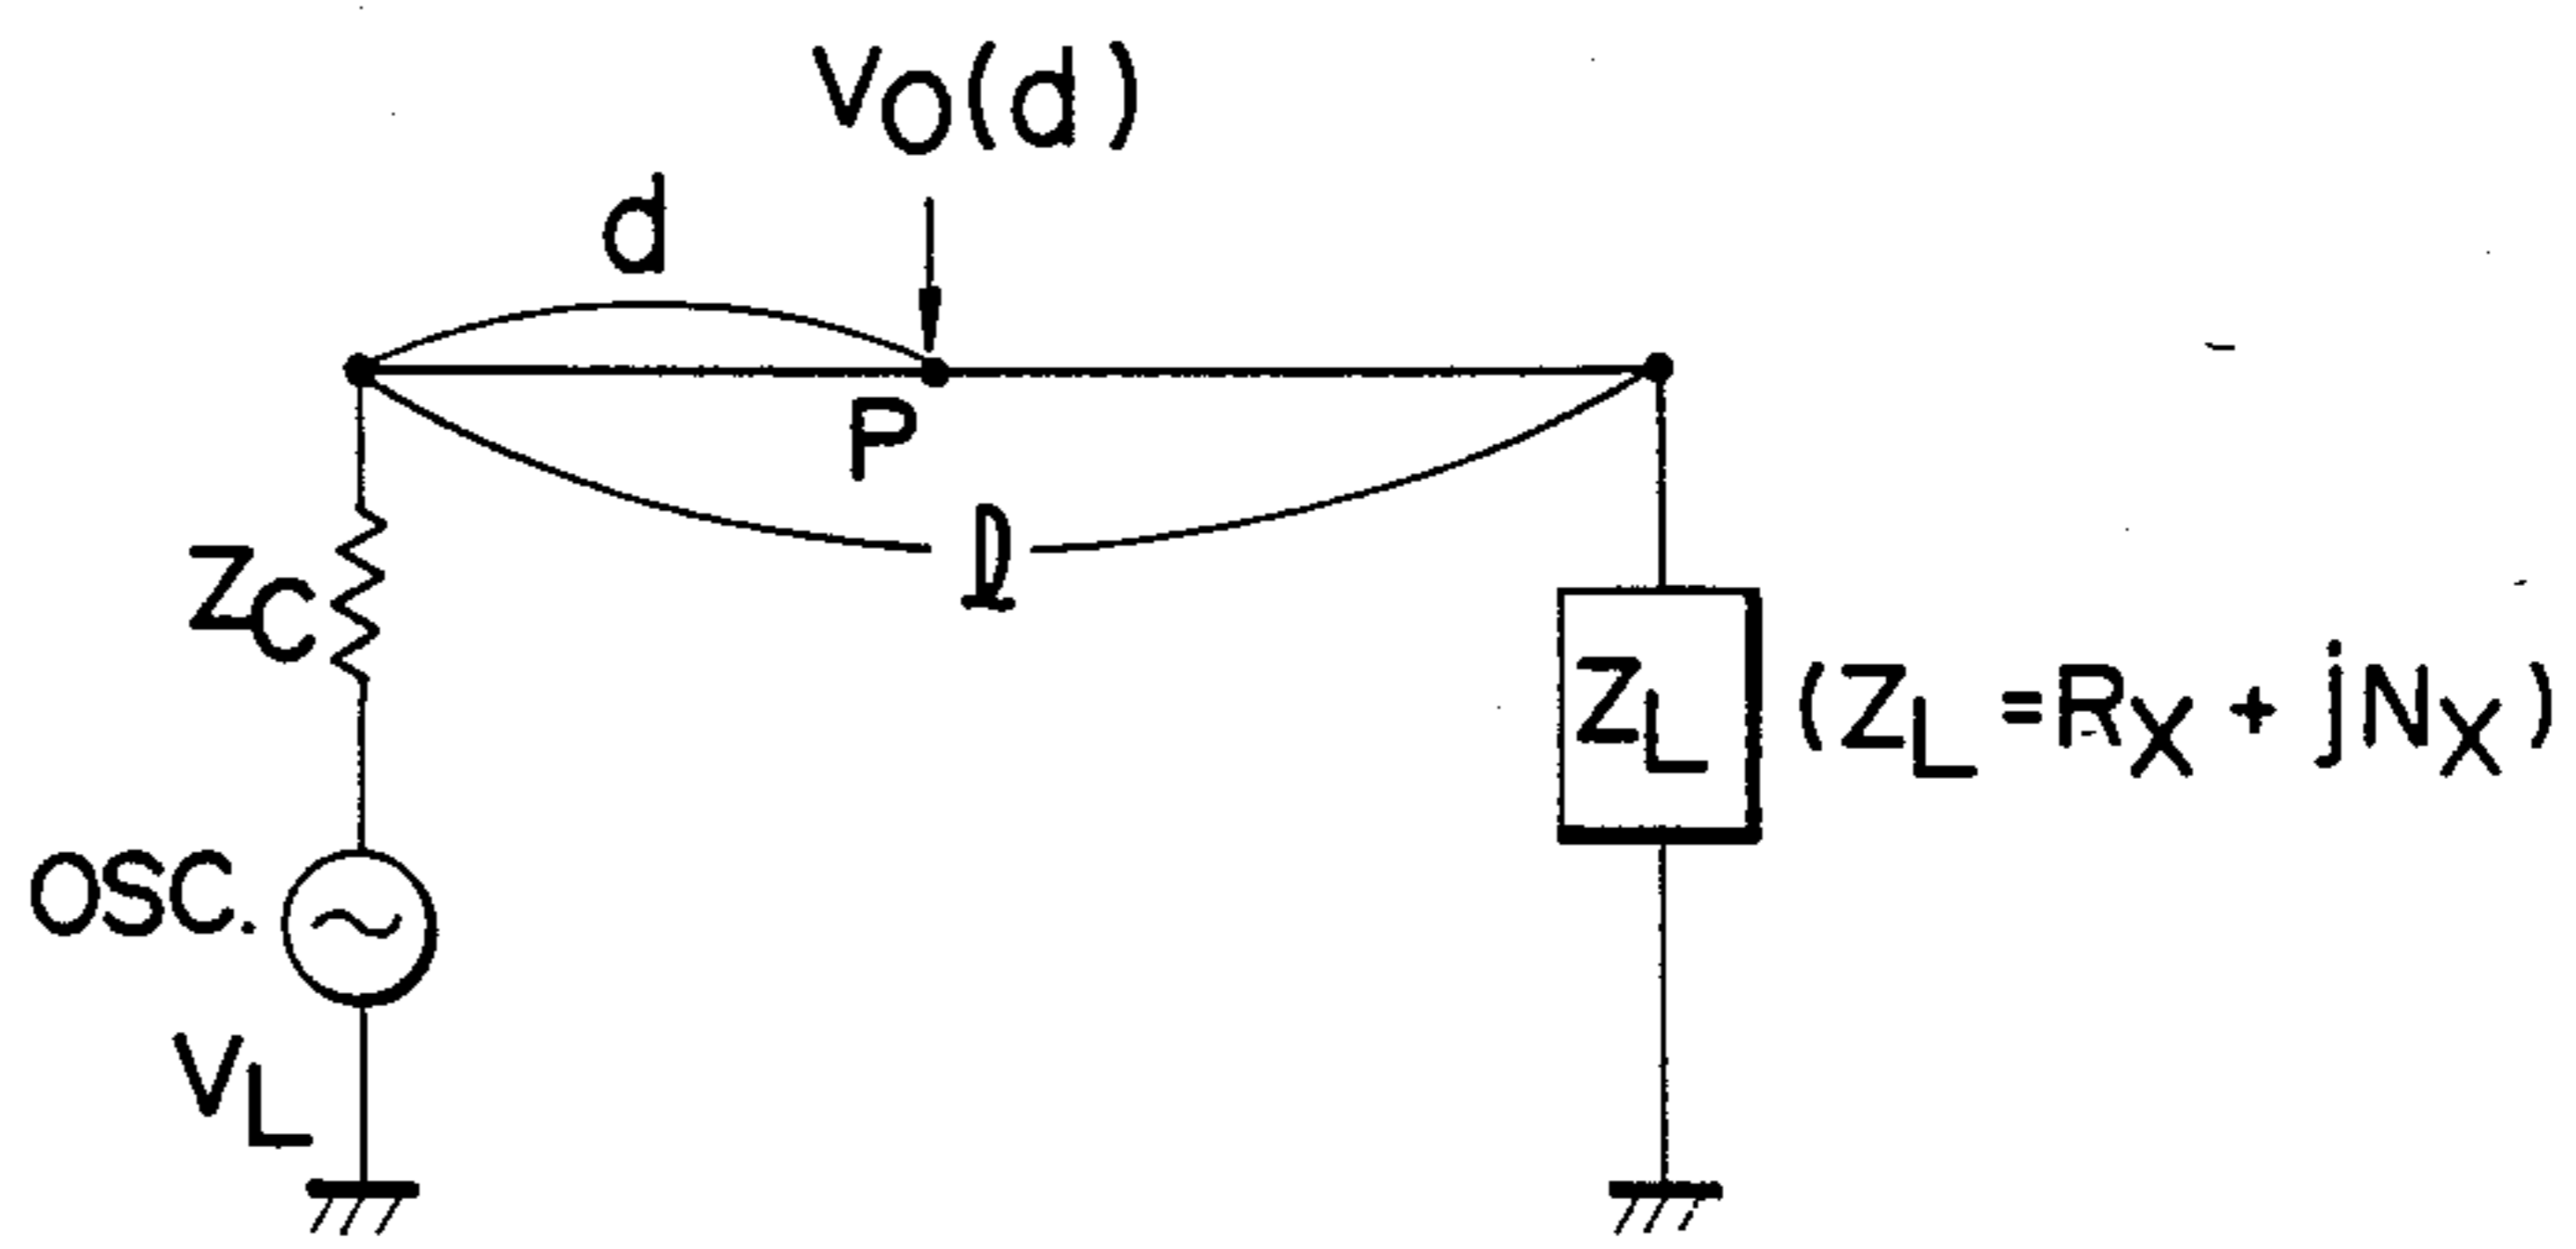 VO(d)
d
P
l
ZC
ZL (ZL = RX + jNX)
OSC.
VL